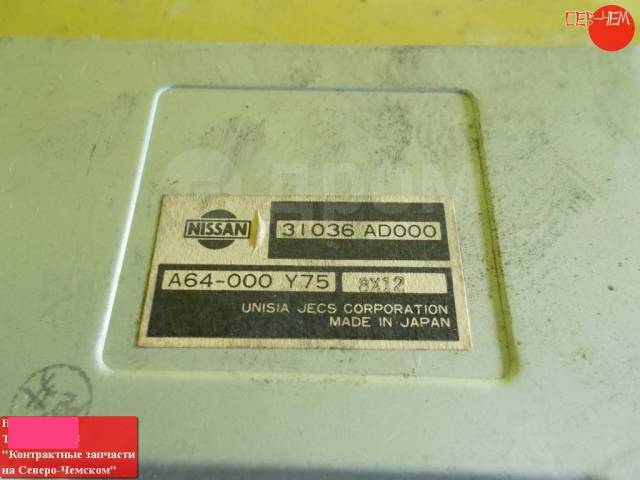 СЕВ-ЧЕМ
дром
NISSAN
31036 AD000
A64-000 Y75
8X12
UNISIA JECS CORPORATION
MADE IN JAPAN
"Контрактные запчасти
на Северо-Чемском"